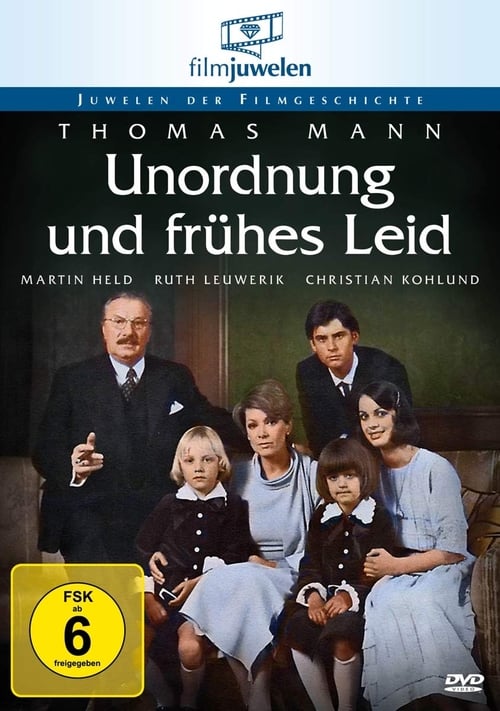 filmjuwelen
JUWELEN DER FILMGESCHICHTE
THOMAS MANN
Unordnung
und frühes Leid
MARTIN HELD RUTH LEUWERIK CHRISTIAN KOHLUND
FSK
ab
6
freigegeben
DVD
VIDEO